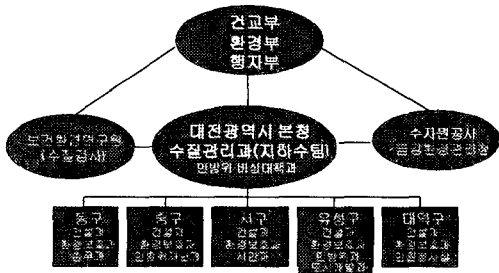 건교부
환경부
행자부
보건환경연구원
(수질검사)
대전광역시 본청
수질관리과(지하수팀)
민방위 비상대책과
수자원공사
금강환경관리청
동구
건설과
환경보호과
중구
건설과
환경보호과
서구
건설과
환경보호과
시민과
유성구
건설과
환경보호과
대덕구
건설과
환경보호과